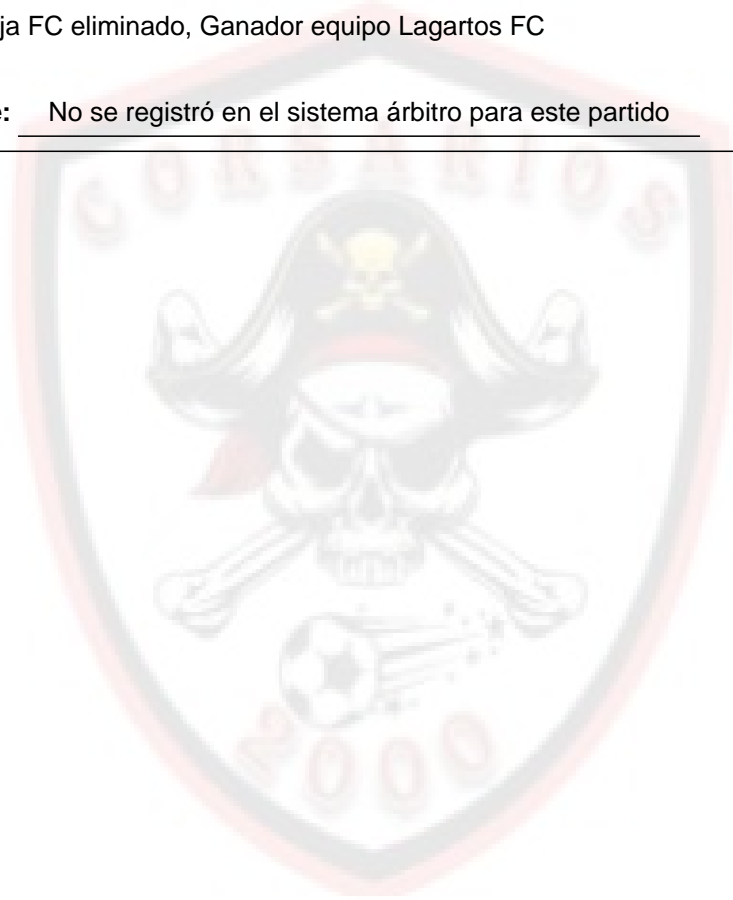 ja FC eliminado, Ganador equipo Lagartos FC
: No se registró en el sistema árbitro para este partido
CORSARIOS
2000